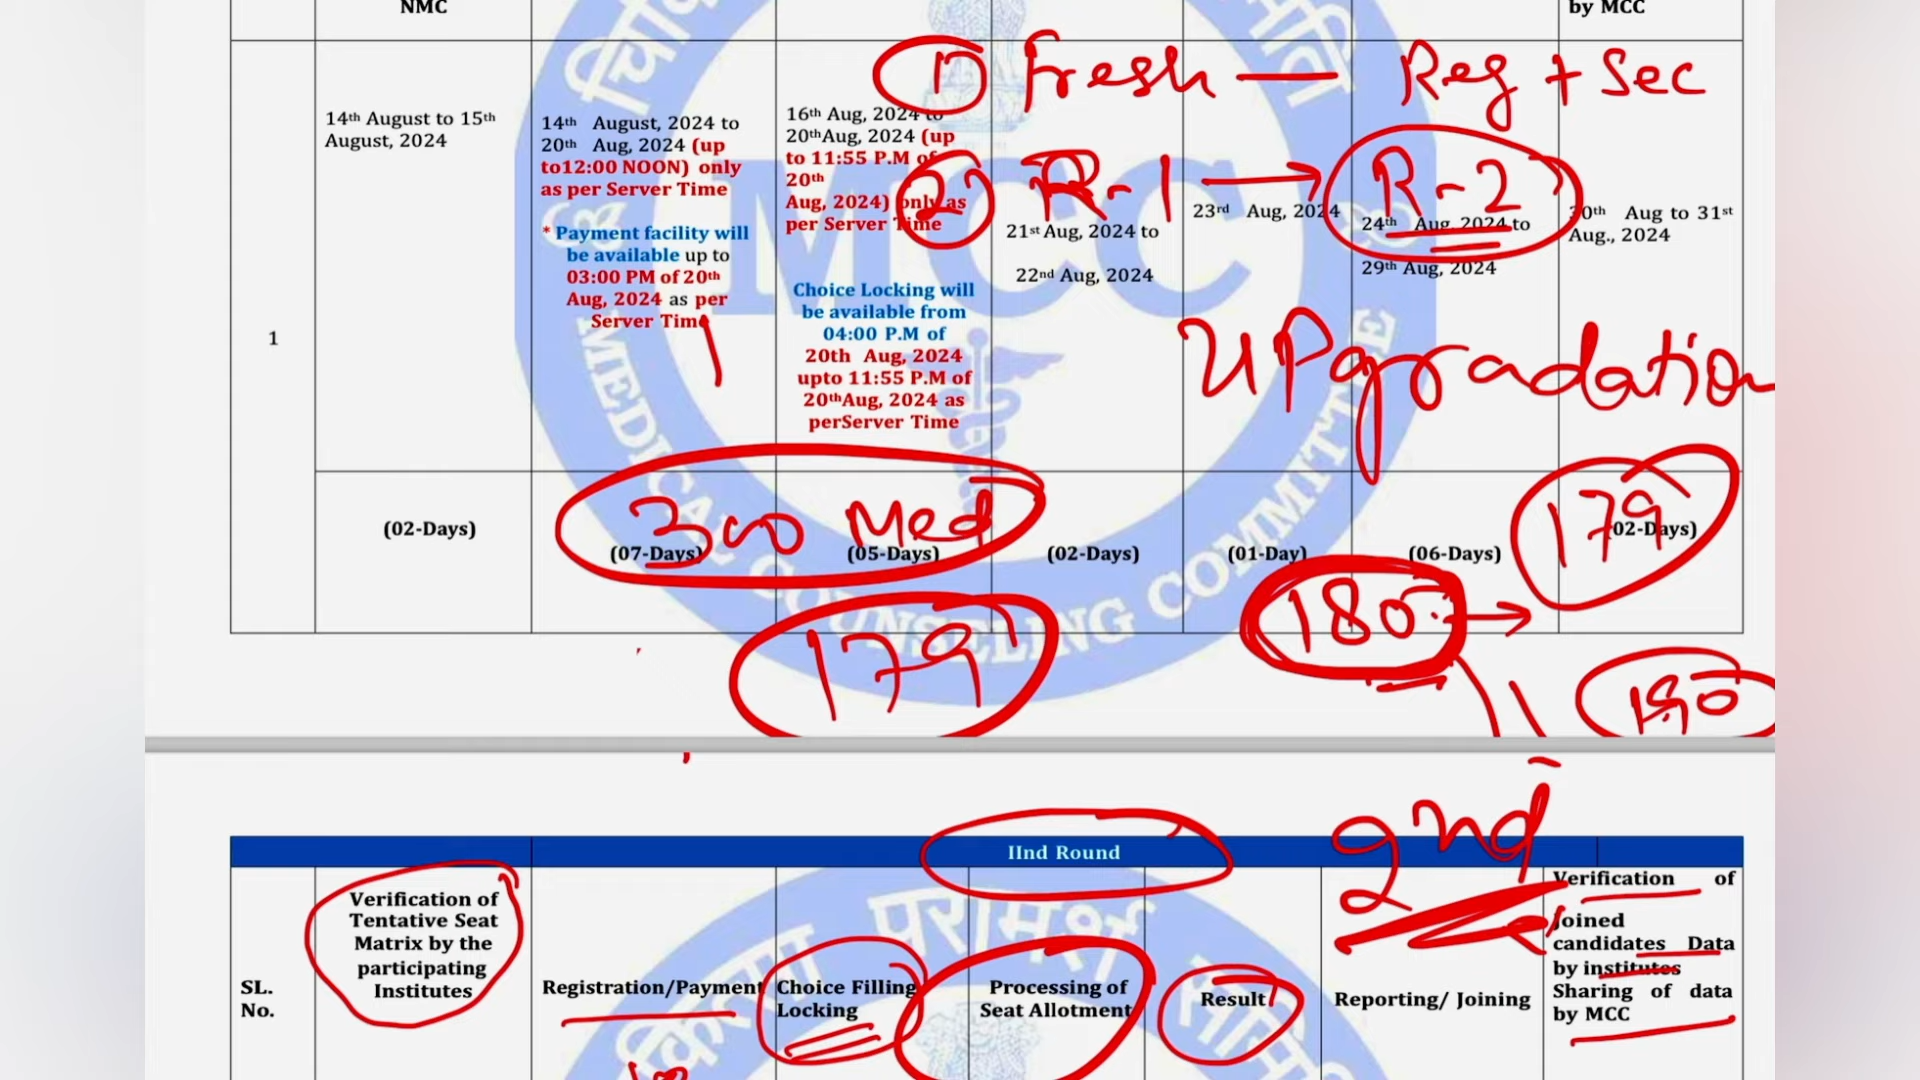 NMC
by MCC
① Fresh — Reg + Sec
14th August to 15th
August, 2024
14th August, 2024 to
20th Aug, 2024 (up
to12:00 NOON) only
as per Server Time
* Payment facility will
be available up to
03:00 PM of 20th
Aug, 2024 as per
Server Time
16th Aug, 2024 to
20thAug, 2024 (up
to 11:55 P.M of
20th
Aug, 2024) only as
per Server Time
Choice Locking will
be available from
04:00 P.M of
20th Aug, 2024
upto 11:55 P.M of
20thAug, 2024 as
perServer Time
② R-1 → R-2
21st Aug, 2024 to
22nd Aug, 2024
23rd Aug, 2024
24th Aug, 2024 to
29th Aug, 2024
30th Aug to 31st
Aug., 2024
UPgradation
1
MCC
MEDICAL COUNSELING COMMITTEE
300 Med
179
(02-Days)
(07-Days)
(05-Days)
(02-Days)
(01-Day)
(06-Days)
(02-Days)
180 →
179
190
2nd
IInd Round
SL.
No.
Verification of
Tentative Seat
Matrix by the
participating
Institutes
Registration/Payment
Choice Filling
Locking
Processing of
Seat Allotment
Result
Reporting/ Joining
Verification of
Joined
candidates Data
by institutes
Sharing of data
by MCC
परामर्श